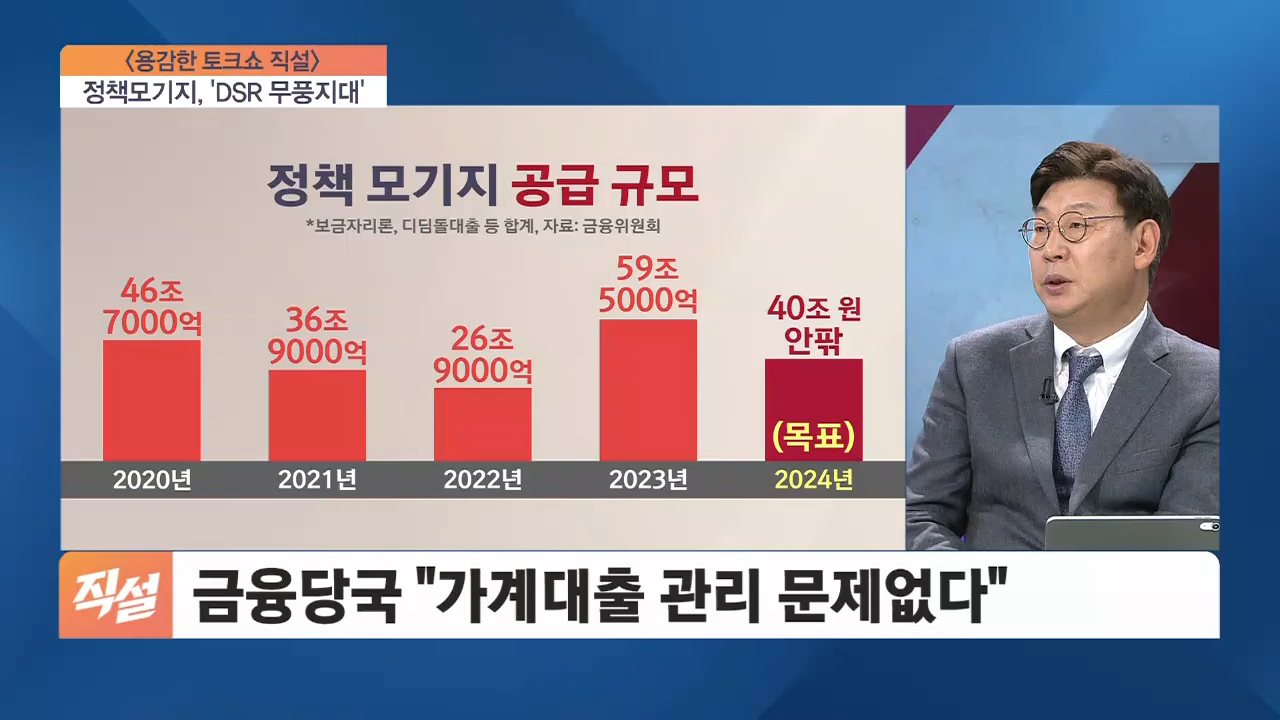 〈용감한 토크쇼 직설〉
정책모기지, 'DSR 무풍지대'
정책 모기지 공급 규모
*보금자리론, 디딤돌대출 등 합계, 자료: 금융위원회
46조
7000억
36조
9000억
26조
9000억
59조
5000억
40조 원
안팎
(목표)
2020년
2021년
2022년
2023년
2024년
직설
금융당국 "가계대출 관리 문제없다"